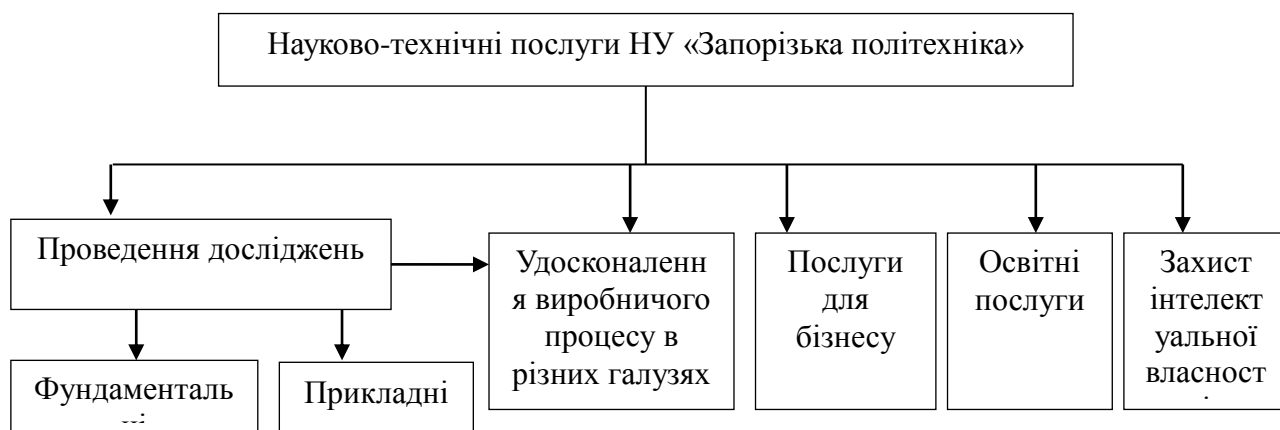 Науково-технічні послуги НУ «Запорізька політехніка»
Проведення досліджень
Удосконаленн
я виробничого
процесу в
різних галузях
Послуги
для
бізнесу
Освітні
послуги
Захист
інтелект
уальної
власност
і
Фундаменталь
ні
Прикладні